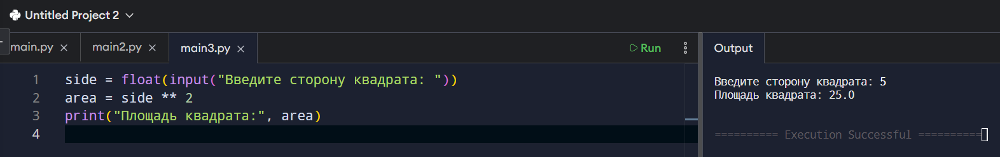 Untitled Project 2
main.py × main2.py × main3.py × Run Output
1 side = float(input("Введите сторону квадрата: "))
2 area = side ** 2
3 print("Площадь квадрата:", area)
4
Введите сторону квадрата: 5
Площадь квадрата: 25.0
========== Execution Successful ==========